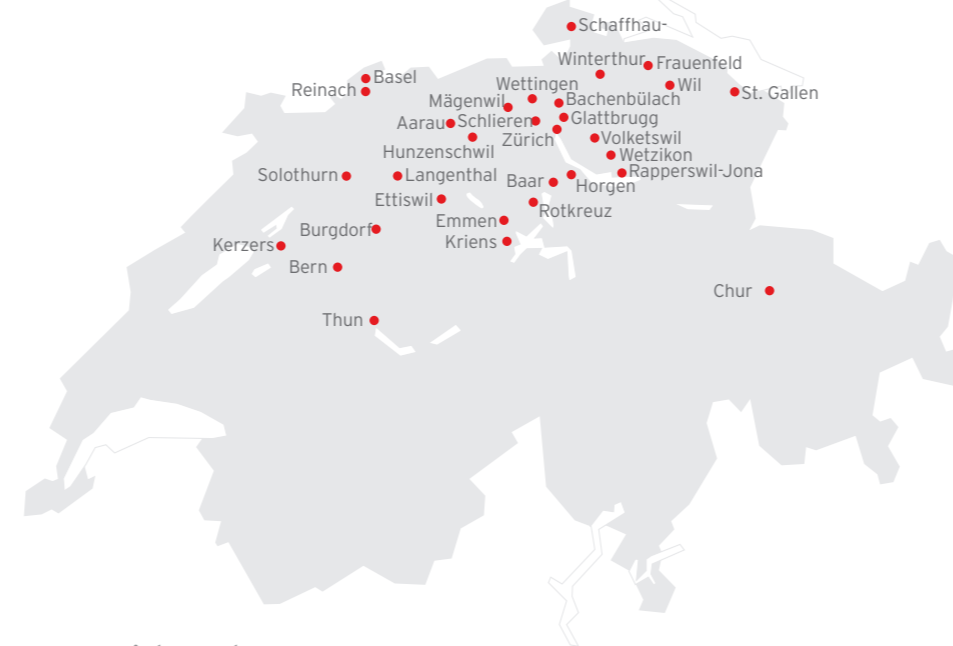 Schaffhau-
Winterthur
Frauenfeld
Basel
Wettingen
Wil
Reinach
St. Gallen
Mägenwil
Bachenbülach
Aarau
Schlieren
Glattbrugg
Zürich
Volketswil
Hunzenschwil
Wetzikon
Solothurn
Langenthal
Baar
Rapperswil-Jona
Horgen
Ettiswil
Rotkreuz
Emmen
Burgdorf
Kriens
Kerzers
Bern
Chur
Thun